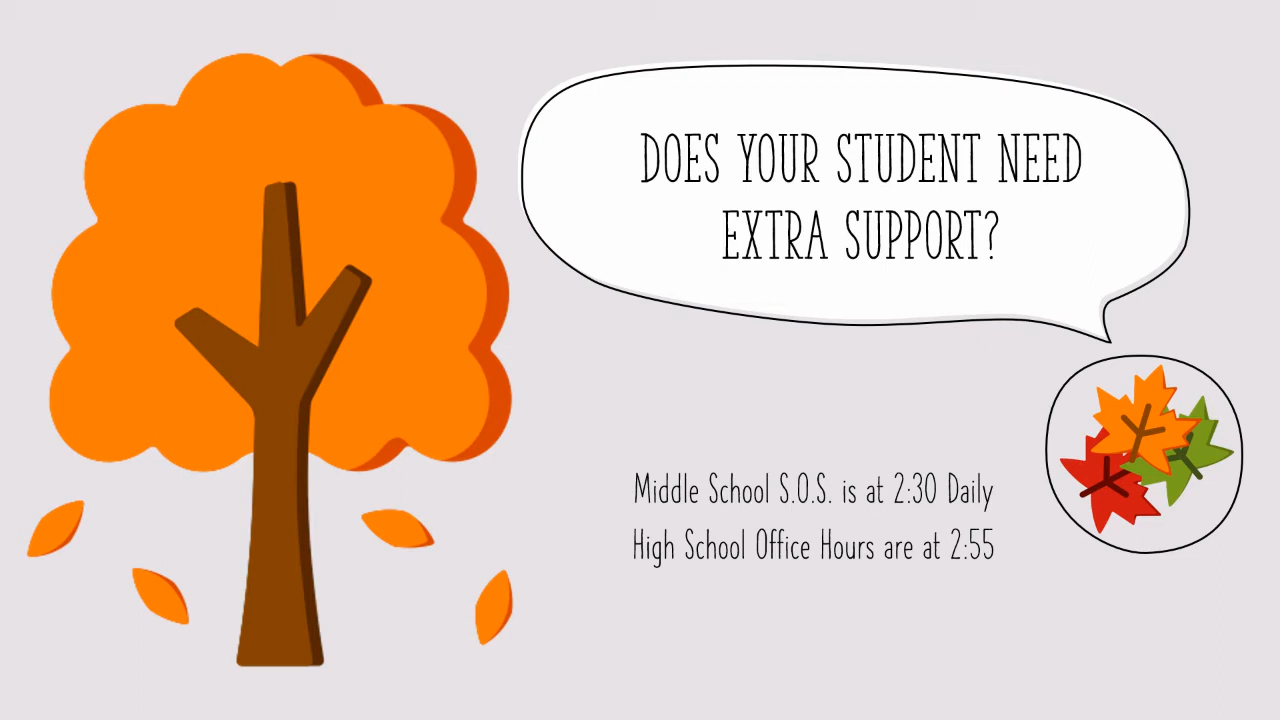 DOES YOUR STUDENT NEED
EXTRA SUPPORT?
Middle School S.O.S. is at 2:30 Daily
High School Office Hours are at 2:55